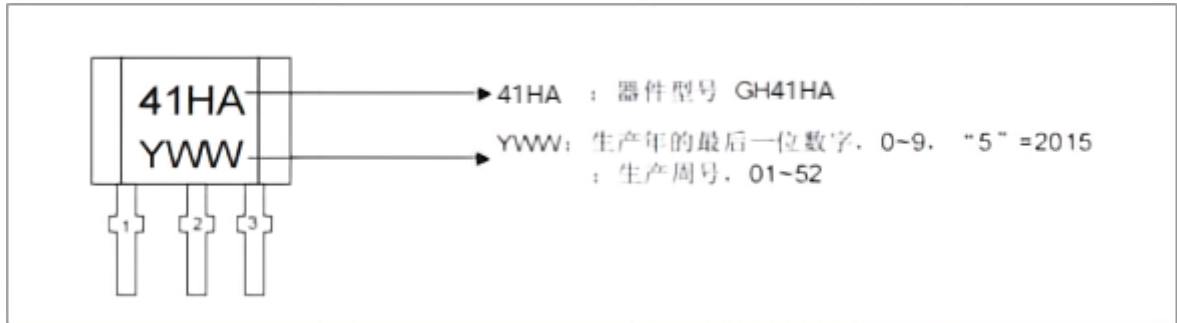 41HA
YWW
1 2 3
41HA ：器件型号 GH41HA
YWW：生产年的最后一位数字，0~9，“5”=2015
：生产周号，01~52